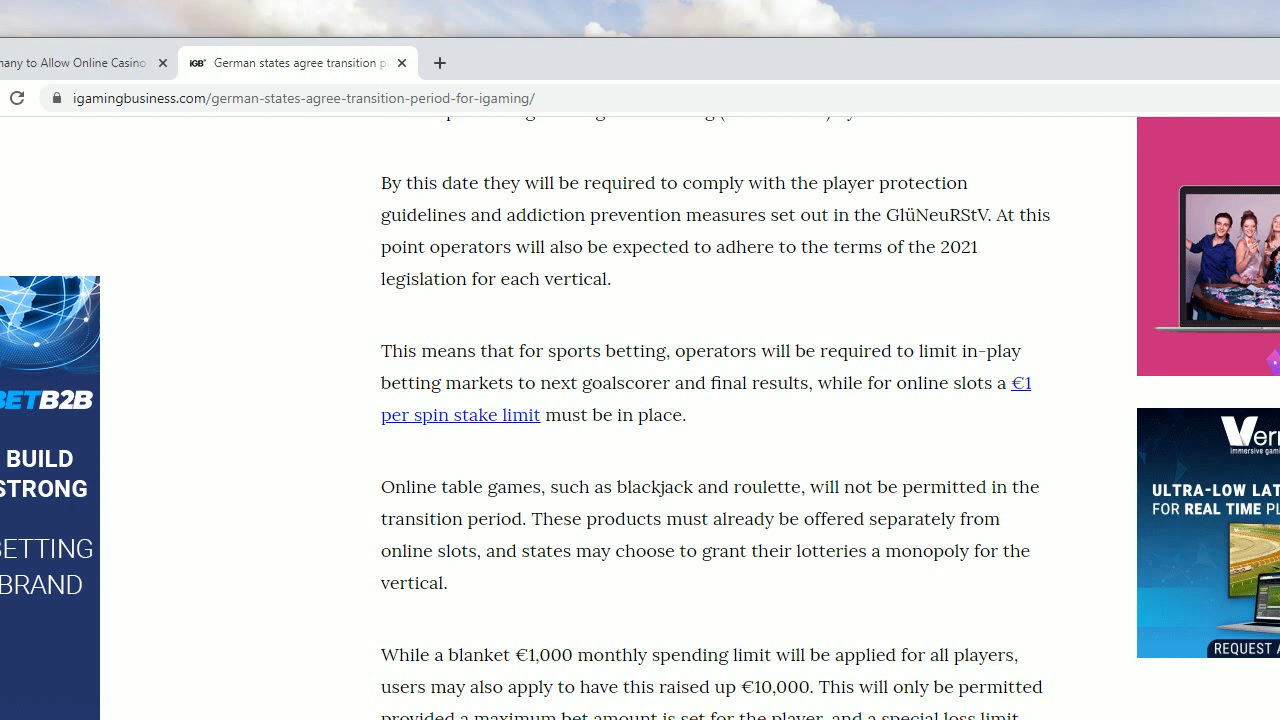 many to Allow Online Casino
iGB German states agree transition p
igamingbusiness.com/german-states-agree-transition-period-for-igaming/
By this date they will be required to comply with the player protection
guidelines and addiction prevention measures set out in the GlüNeuRStV. At this
point operators will also be expected to adhere to the terms of the 2021
legislation for each vertical.
This means that for sports betting, operators will be required to limit in-play
betting markets to next goalscorer and final results, while for online slots a €1
per spin stake limit must be in place.
Online table games, such as blackjack and roulette, will not be permitted in the
transition period. These products must already be offered separately from
online slots, and states may choose to grant their lotteries a monopoly for the
vertical.
While a blanket €1,000 monthly spending limit will be applied for all players,
users may also apply to have this raised up €10,000. This will only be permitted
provided a maximum bet amount is set for the player, and a special loss limit
BETB2B
BUILD
STRONG
BETTING
BRAND
Ver
immersive gami
ULTRA-LOW LAT
FOR REAL TIME PL
REQUEST A